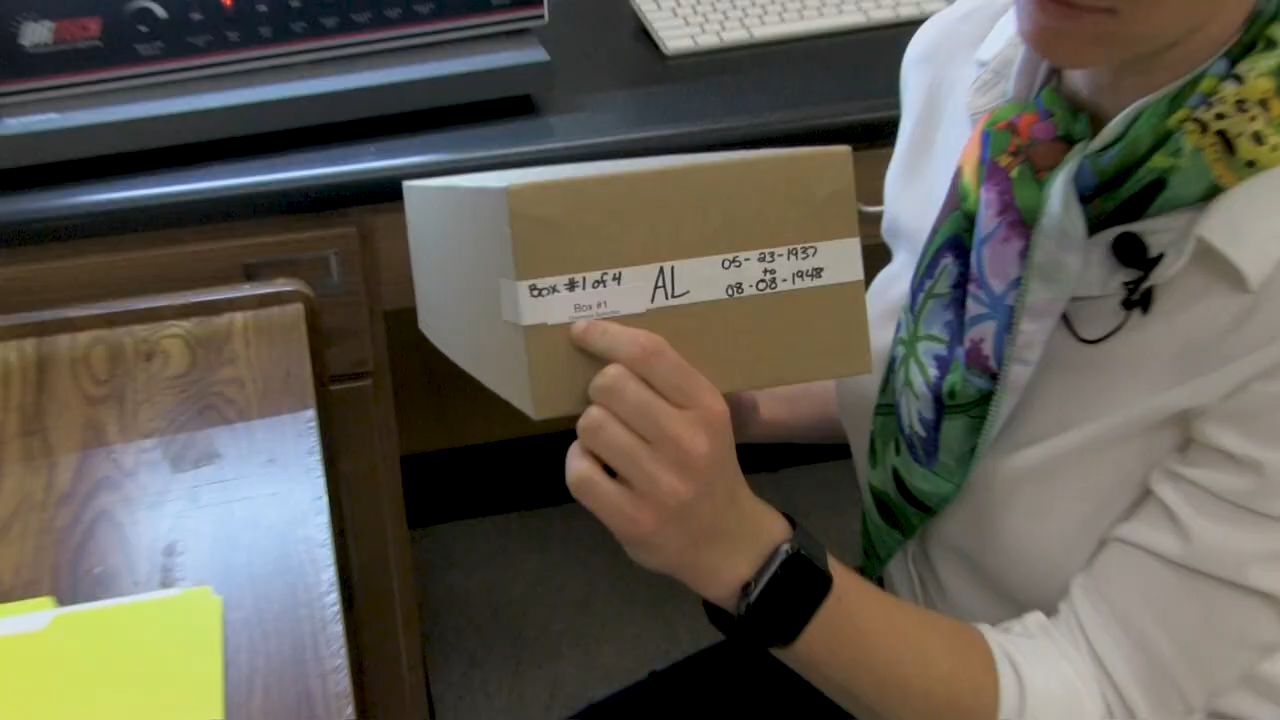 Box #1 of 4
Box #1
AL
05-23-1937
to
08-08-1948